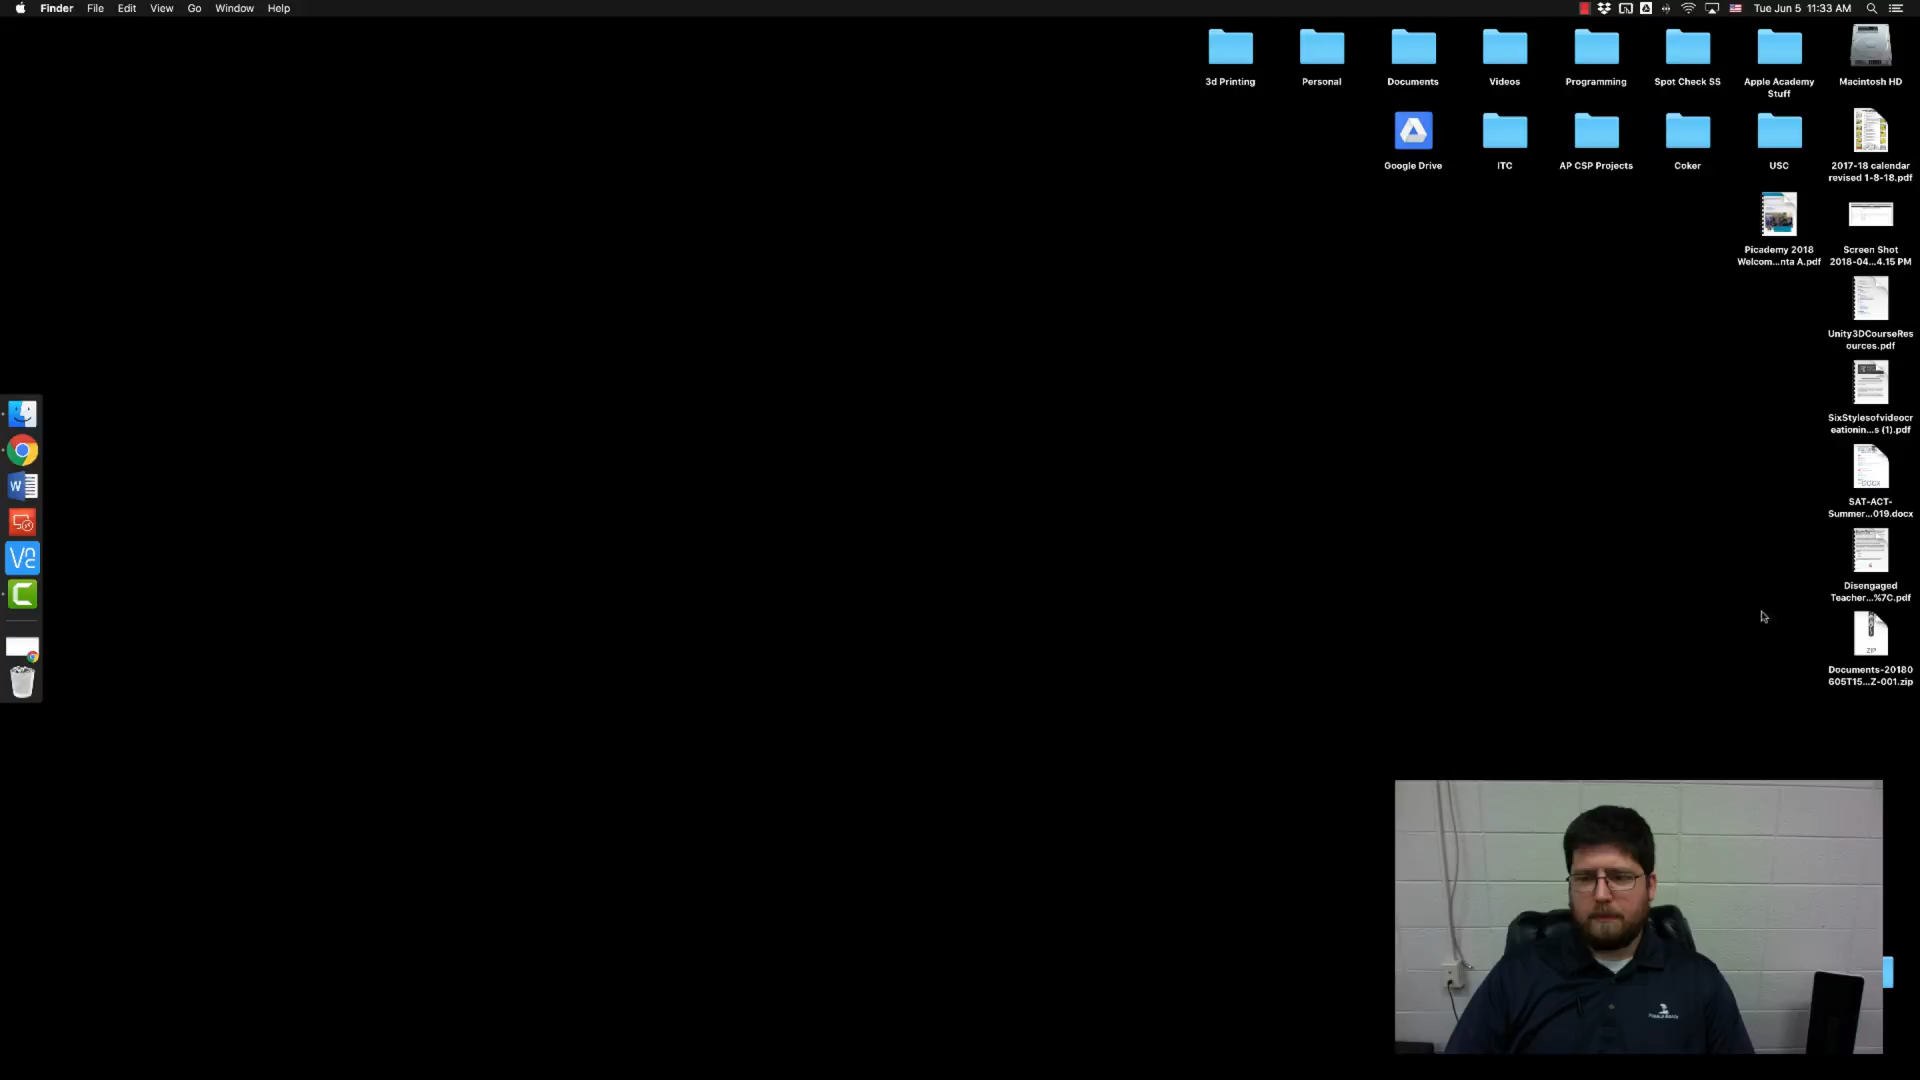 Finder File Edit View Go Window Help
Tue Jun 5 11:33 AM
3d Printing
Personal
Documents
Videos
Programming
Spot Check SS
Apple Academy
Stuff
Macintosh HD
Google Drive
ITC
AP CSP Projects
Coker
USC
2017-18 calendar
revised 1-8-18.pdf
Picademy 2018
Welcom...nta A.pdf
Screen Shot
2018-04...4.15 PM
Unity3DCourseRes
ources.pdf
SixStylesofvideocr
eationin...s (1).pdf
DOCX
SAT-ACT-
Summer...019.docx
Disengaged
Teacher...%7C.pdf
ZIP
Documents-20180
605T15...Z-001.zip
W
V2
C